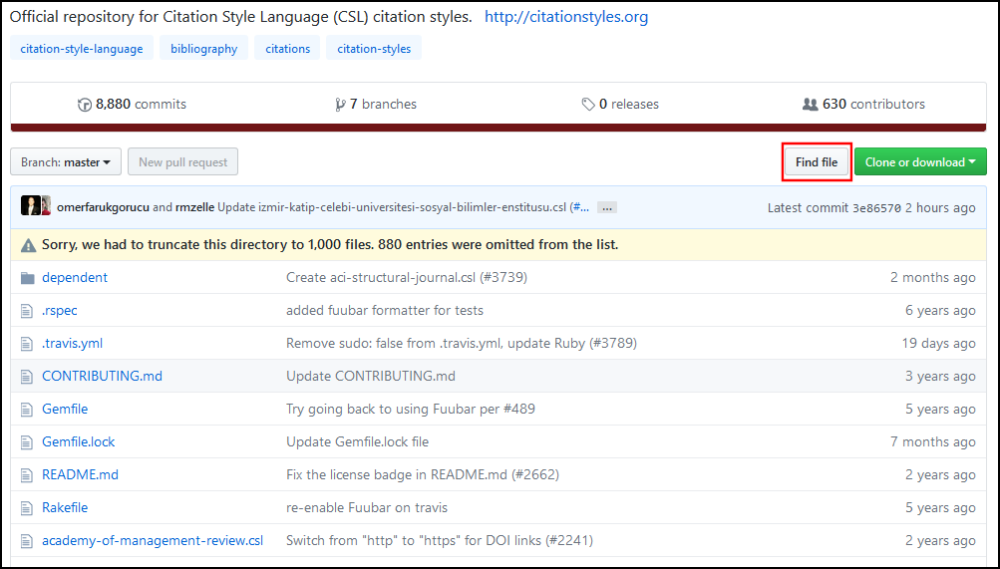 Official repository for Citation Style Language (CSL) citation styles. http://citationstyles.org
citation-style-language bibliography citations citation-styles
8,880 commits 7 branches 0 releases 630 contributors
Branch: master New pull request Find file Clone or download
omerfarukgorucu and rmzelle Update izmir-katip-celebi-universitesi-sosyal-bilimler-enstitusu.csl (#... ... Latest commit 3e86570 2 hours ago
Sorry, we had to truncate this directory to 1,000 files. 880 entries were omitted from the list.
dependent Create aci-structural-journal.csl (#3739) 2 months ago
.rspec added fuubar formatter for tests 6 years ago
.travis.yml Remove sudo: false from .travis.yml, update Ruby (#3789) 19 days ago
CONTRIBUTING.md Update CONTRIBUTING.md 3 years ago
Gemfile Try going back to using Fuubar per #489 5 years ago
Gemfile.lock Update Gemfile.lock file 7 months ago
README.md Fix the license badge in README.md (#2662) 2 years ago
Rakefile re-enable Fuubar on travis 5 years ago
academy-of-management-review.csl Switch from "http" to "https" for DOI links (#2241) 2 years ago